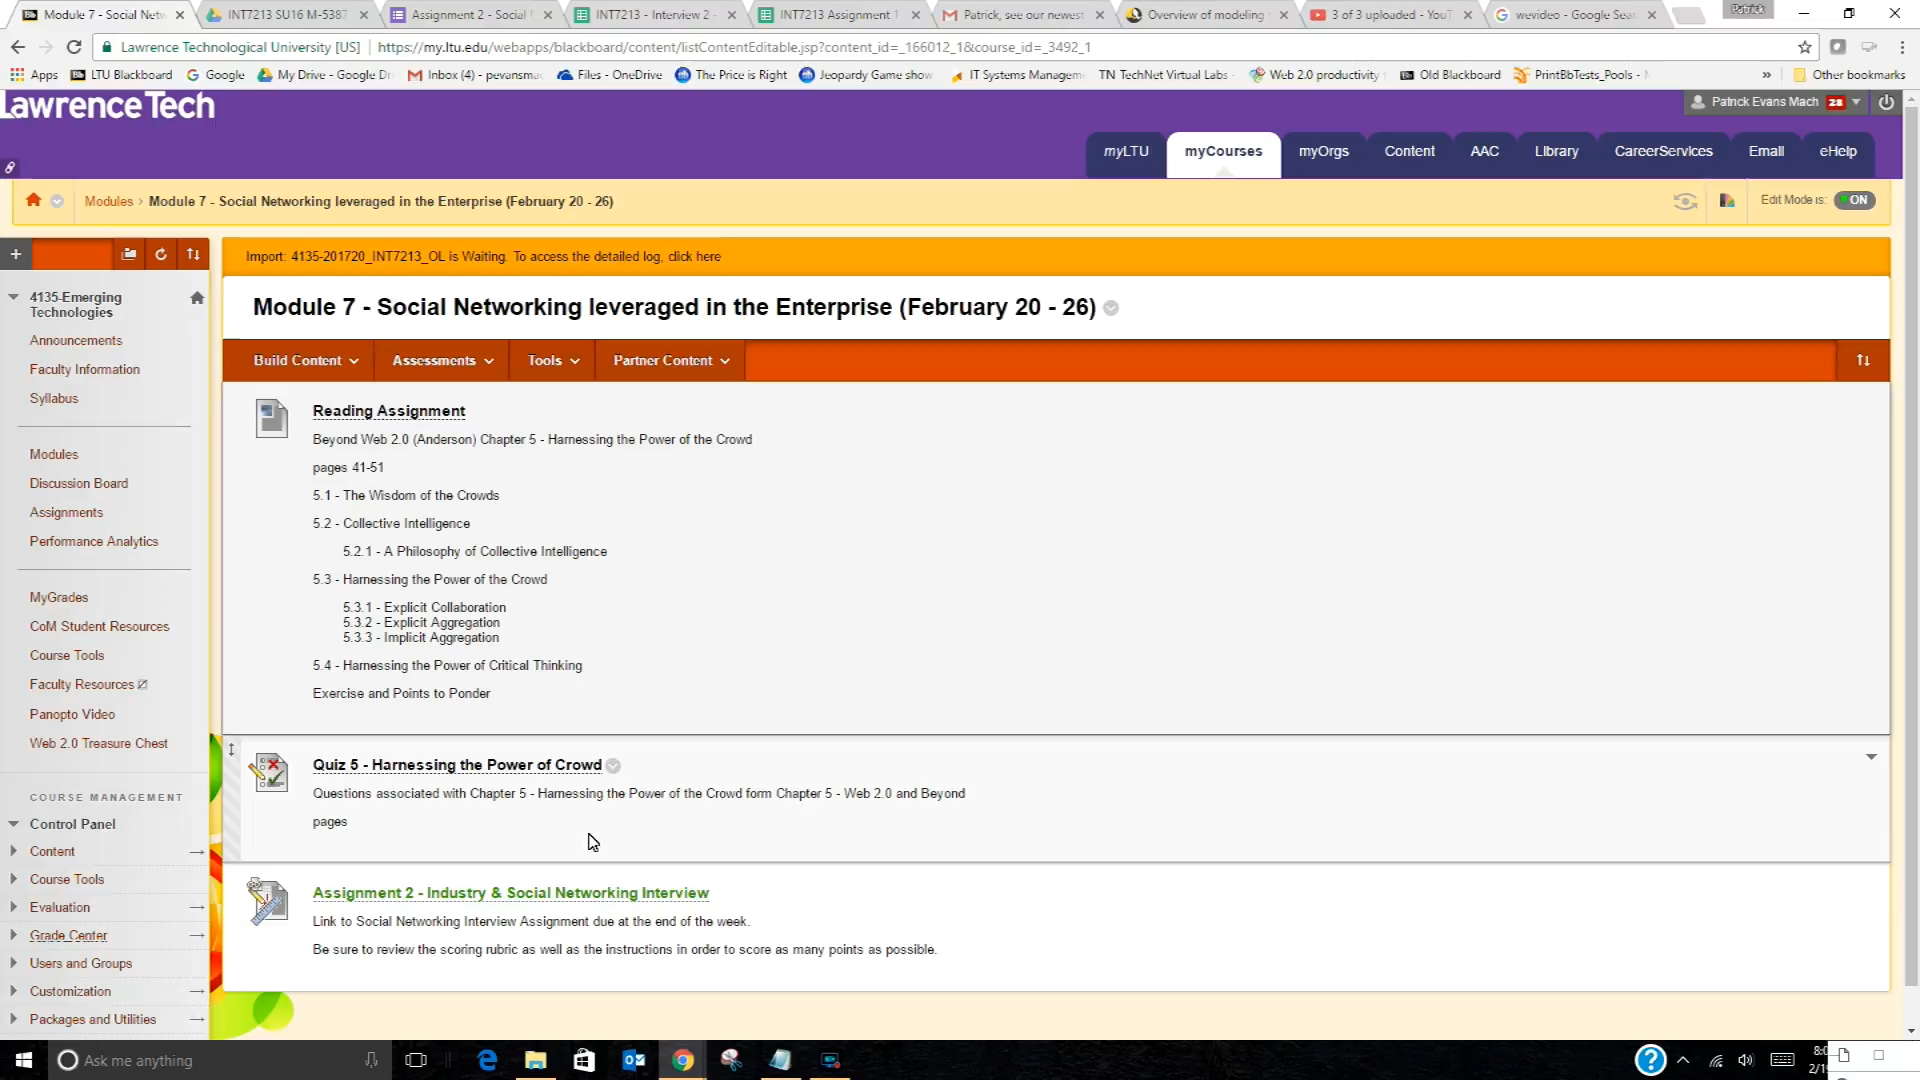 Module 7 - Social Netw
INT7213 SU16 M-5387
Assignment 2 - Social
INT7213 - Interview 2 -
INT7213 Assignment 1
Patrick, see our newest
Overview of modeling
3 of 3 uploaded - YouT
wevideo - Google Sear
Patrick
Lawrence Technological University [US]
https://my.ltu.edu/webapps/blackboard/content/listContentEditable.jsp?content_id=_166012_1&course_id=_3492_1
Apps
LTU Blackboard
Google
My Drive - Google Dr
Inbox (4) - pevansmac
Files - OneDrive
The Price is Right
Jeopardy Game show
IT Systems Manageme
TN TechNet Virtual Labs
Web 2.0 productivity
Old Blackboard
PrintBbTests_Pools -
Other bookmarks
Lawrence Tech
Patrick Evans Mach 28
myLTU
myCourses
myOrgs
Content
AAC
Library
CareerServices
Email
eHelp
Modules > Module 7 - Social Networking leveraged in the Enterprise (February 20 - 26)
Edit Mode is: ON
4135-Emerging
Technologies
Announcements
Faculty Information
Syllabus
Modules
Discussion Board
Assignments
Performance Analytics
MyGrades
CoM Student Resources
Course Tools
Faculty Resources
Panopto Video
Web 2.0 Treasure Chest
COURSE MANAGEMENT
Control Panel
Content
Course Tools
Evaluation
Grade Center
Users and Groups
Customization
Packages and Utilities
Import: 4135-201720_INT7213_OL is Waiting. To access the detailed log, click here
Module 7 - Social Networking leveraged in the Enterprise (February 20 - 26)
Build Content
Assessments
Tools
Partner Content
Reading Assignment
Beyond Web 2.0 (Anderson) Chapter 5 - Harnessing the Power of the Crowd
pages 41-51
5.1 - The Wisdom of the Crowds
5.2 - Collective Intelligence
5.2.1 - A Philosophy of Collective Intelligence
5.3 - Harnessing the Power of the Crowd
5.3.1 - Explicit Collaboration
5.3.2 - Explicit Aggregation
5.3.3 - Implicit Aggregation
5.4 - Harnessing the Power of Critical Thinking
Exercise and Points to Ponder
Quiz 5 - Harnessing the Power of Crowd
Questions associated with Chapter 5 - Harnessing the Power of the Crowd form Chapter 5 - Web 2.0 and Beyond
pages
Assignment 2 - Industry & Social Networking Interview
Link to Social Networking Interview Assignment due at the end of the week.
Be sure to review the scoring rubric as well as the instructions in order to score as many points as possible.
Ask me anything